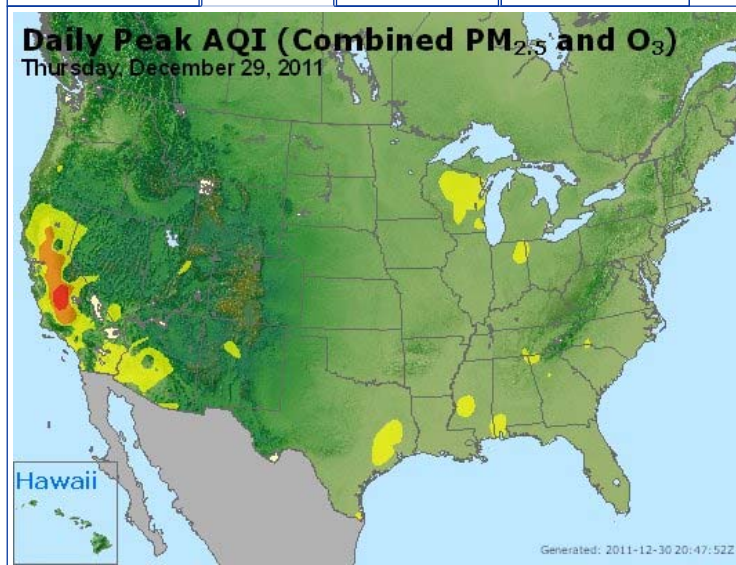 Daily Peak AQI (Combined PM2.5 and O3)
Thursday, December 29, 2011
Hawaii
Generated: 2011-12-30 20:47:52Z